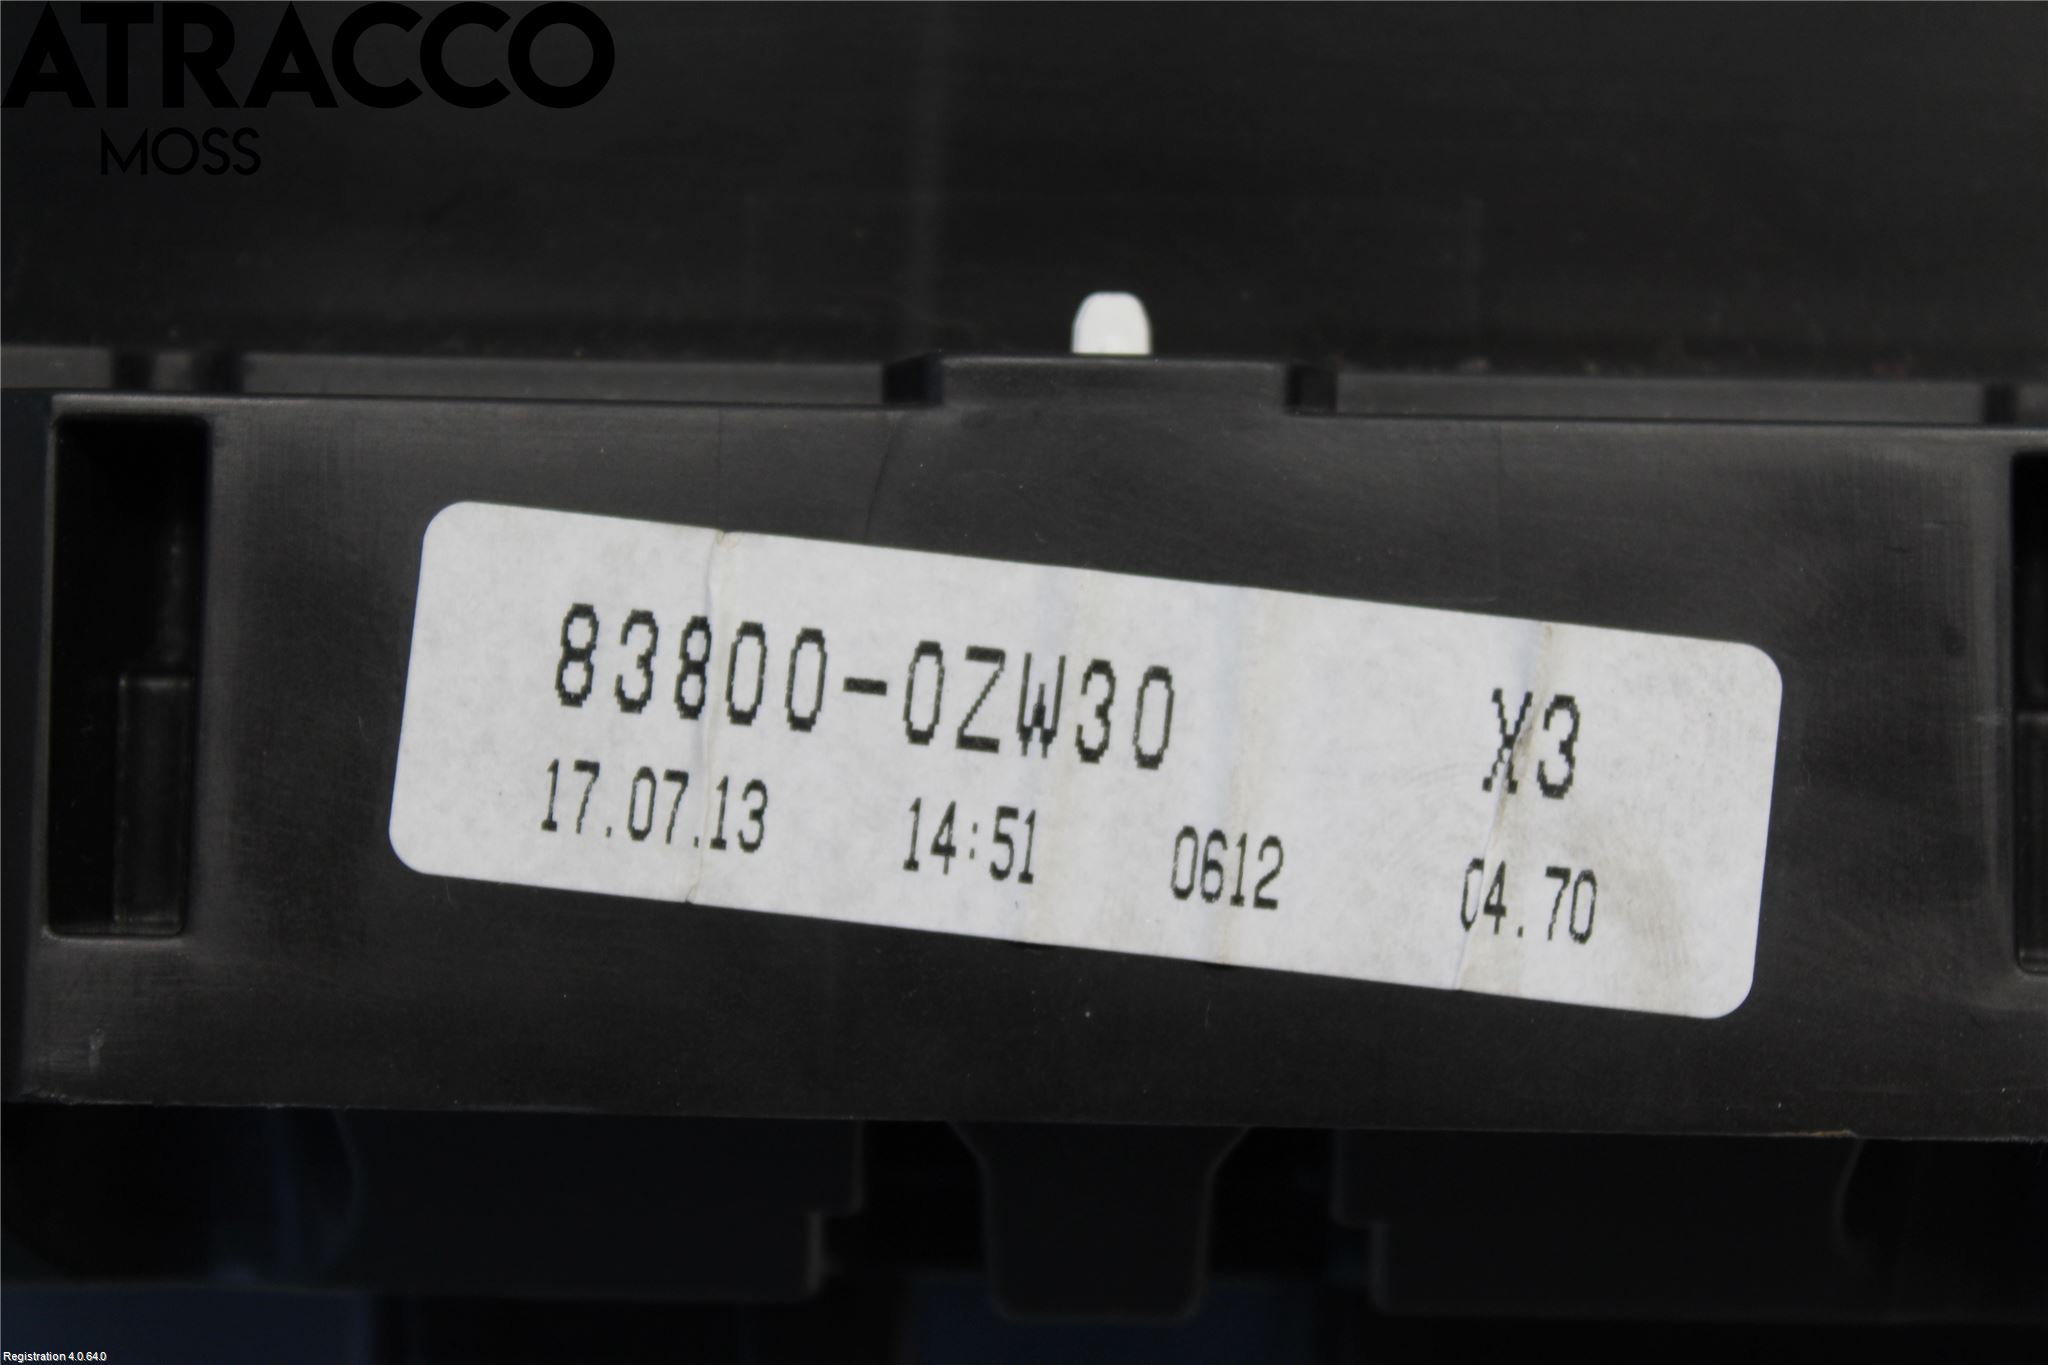 ATRACCO
MOSS
83800-0ZW30 X3
17.07.13 14:51 0612 04.70
Registration 4.0.64.0